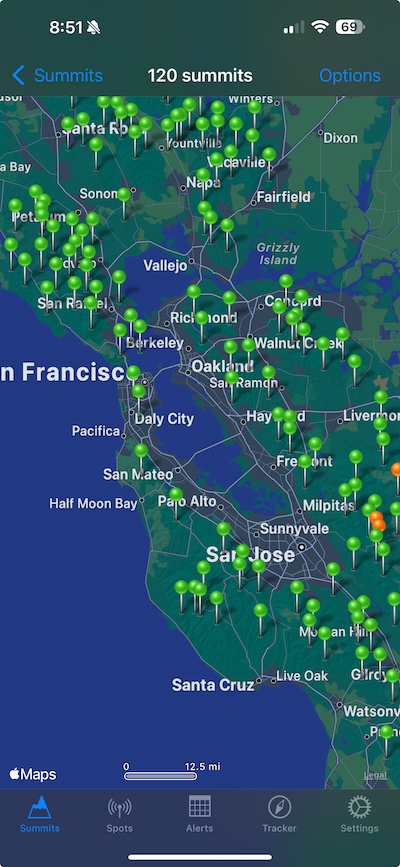 8:51
69
Summits
120 summits
Options
Winters
Santa Ro
Dixon
Yountville
a Bay
Vacaville
Napa
Sonom
Fairfield
Petalum
Grizzly
Island
Vallejo
San Rafael
Concord
Richmond
Berkeley
Walnut Creek
n Francisc
Oakland
San Ramon
Daly City
Hayward
Livermor
Pacifica
Fremont
San Mateo
Half Moon Bay
Palo Alto
Milpitas
Sunnyvale
San Jose
Morgan Hill
Live Oak
Gilroy
Santa Cruz
Watsonv
Maps
0
12.5 mi
Legal
Summits
Spots
Alerts
Tracker
Settings